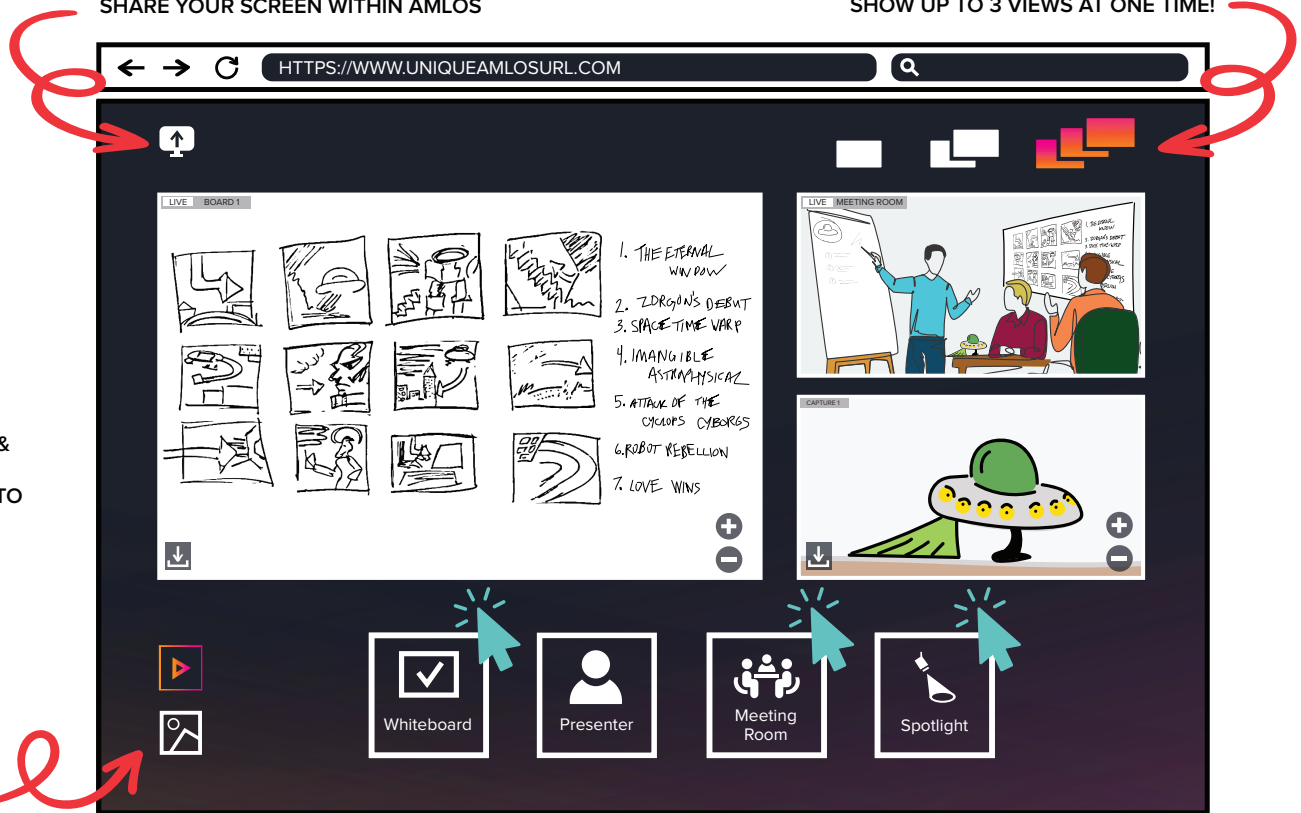 SHARE YOUR SCREEN WITHIN AMLOS
SHOW UP TO 3 VIEWS AT ONE TIME!
HTTPS://WWW.UNIQUEAMLOSURL.COM
LIVE BOARD 1
1. THE ETERNAL
WINDOW
2. ZORGON'S DEBUT
3. SPACE TIME WARP
4. IMANGIBLE
ASTROPHYSICAL
5. ATTACK OF THE
CYCLOPS CYBORGS
6. ROBOT REBELLION
7. LOVE WINS
LIVE MEETING ROOM
CAPTURE 1
&
TO
Whiteboard
Presenter
Meeting
Room
Spotlight